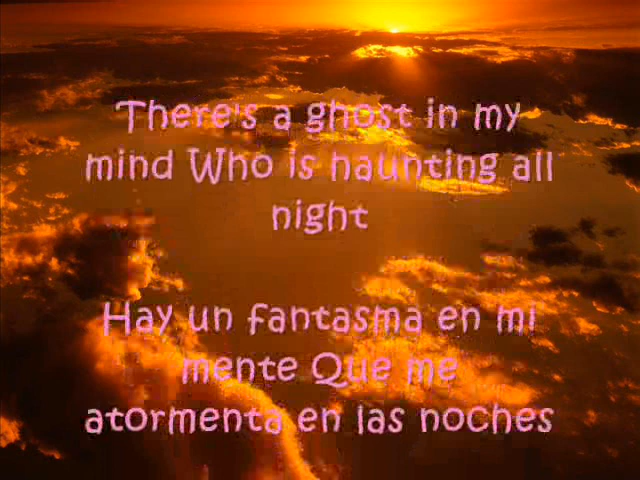 There's a ghost in my
mind Who is haunting all
night
Hay un fantasma en mi
mente Que me
atormenta en las noches